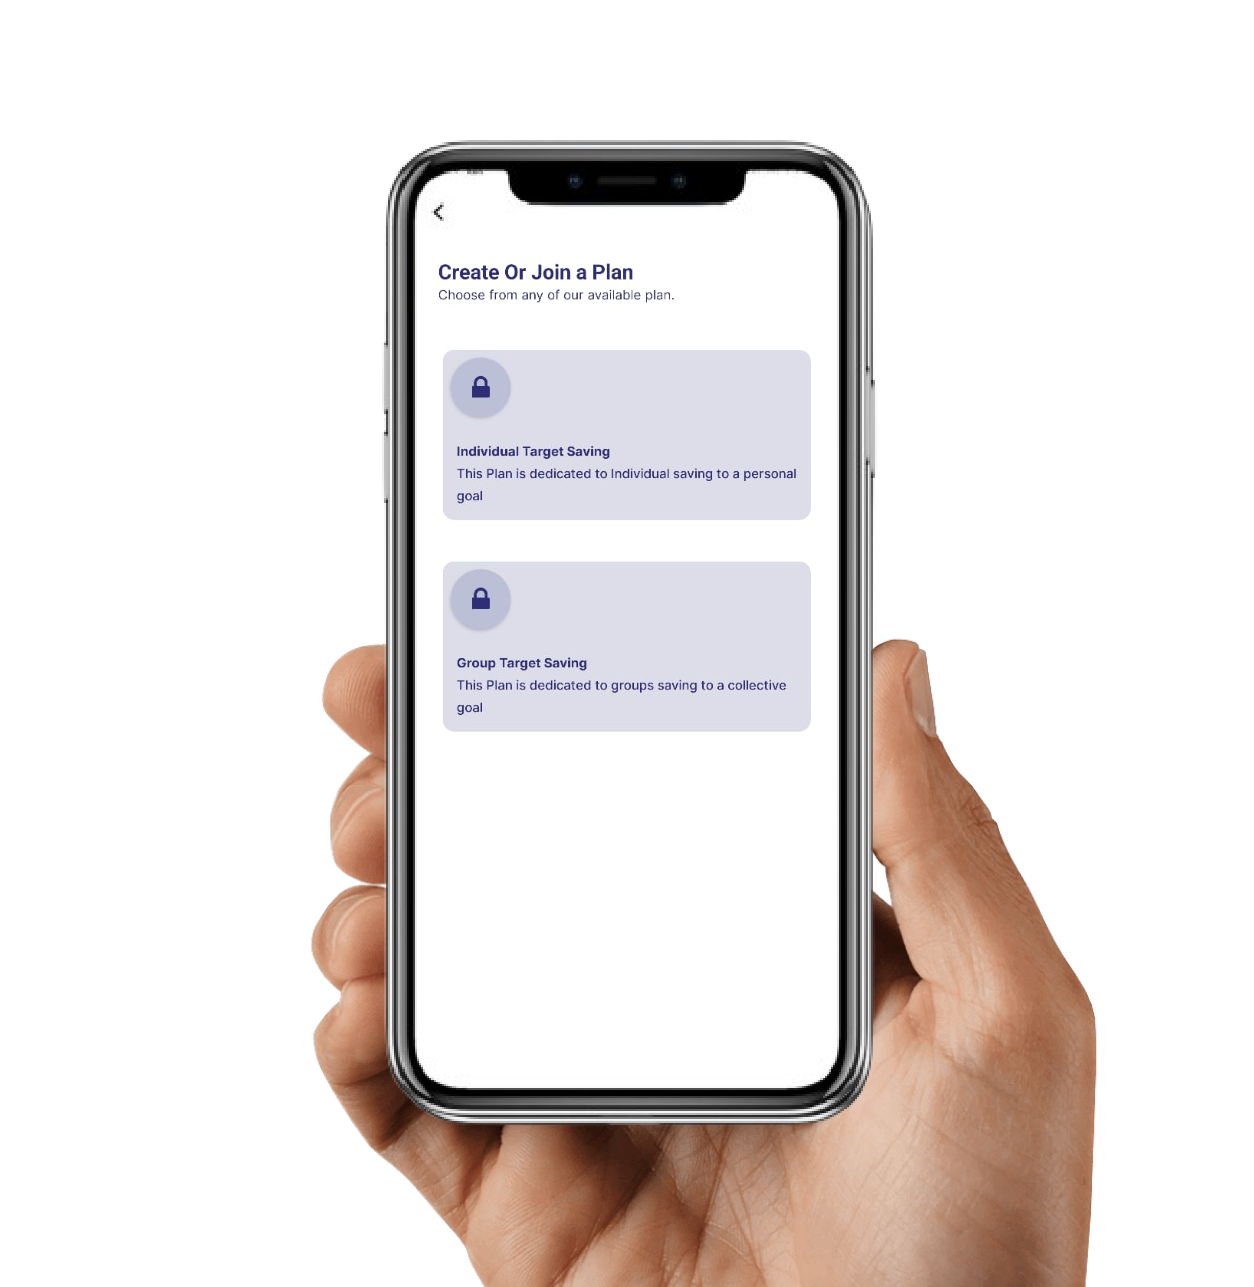 Create Or Join a Plan
Choose from any of our available plan.
Individual Target Saving
This Plan is dedicated to Individual saving to a personal
goal
Group Target Saving
This Plan is dedicated to groups saving to a collective
goal